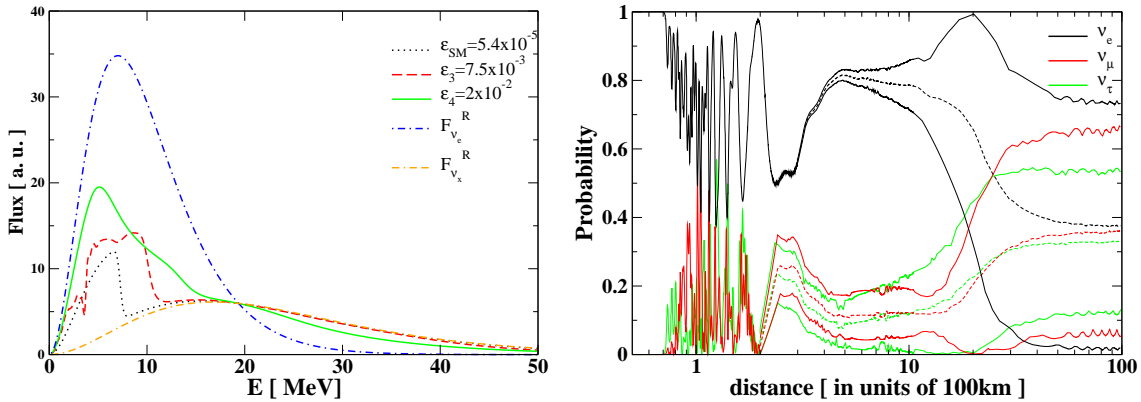 Flux [ a. u. ]
40
30
20
10
0
ε_SM=5.4x10^-5
ε_3=7.5x10^-3
ε_4=2x10^-2
F_ν_e^R
F_ν_x^R
0 10 20 30 40 50
E [ MeV ]
Probability
1
0.8
0.6
0.4
0.2
0
ν_e
ν_μ
ν_τ
1 10 100
distance [ in units of 100km ]